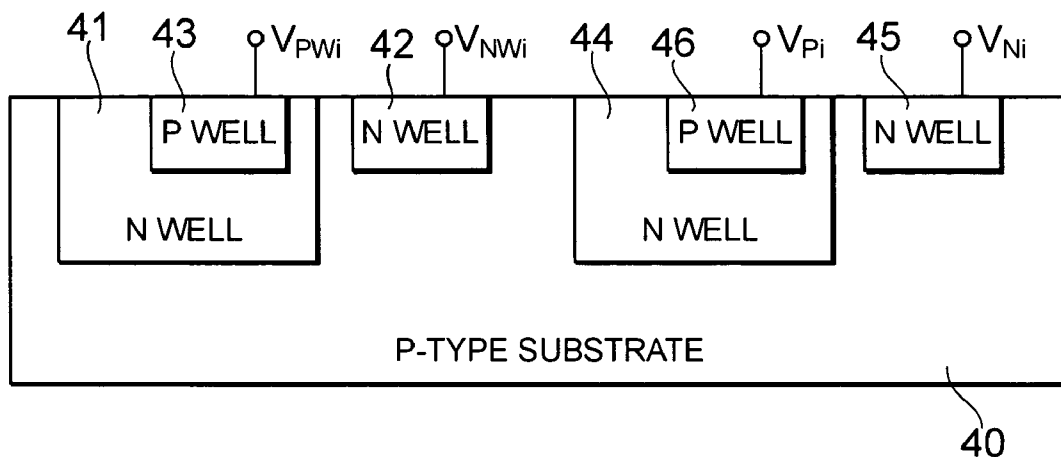 41 43 V_PWi 42 V_NWi 44 46 V_Pi 45 V_Ni
P WELL N WELL P WELL N WELL
N WELL N WELL
P-TYPE SUBSTRATE
40